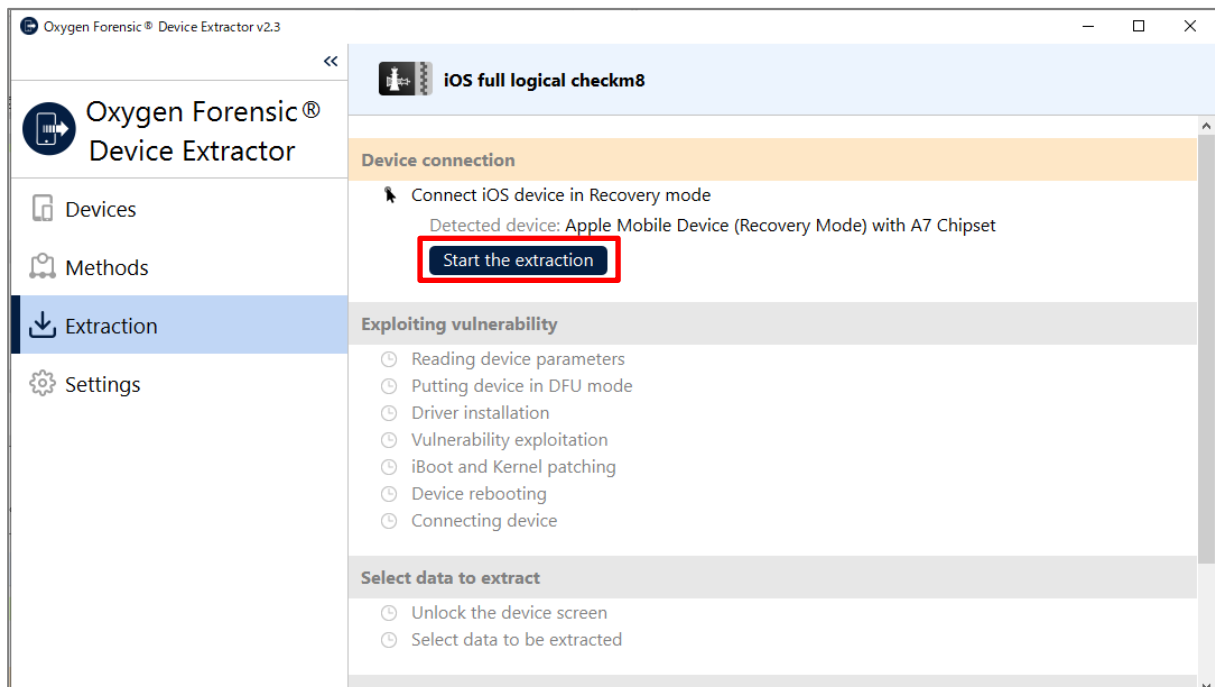 Oxygen Forensic® Device Extractor v2.3
«
Oxygen Forensic®
Device Extractor
Devices
Methods
Extraction
Settings
iOS full logical checkm8
Device connection
Connect iOS device in Recovery mode
Detected device: Apple Mobile Device (Recovery Mode) with A7 Chipset
Start the extraction
Exploiting vulnerability
Reading device parameters
Putting device in DFU mode
Driver installation
Vulnerability exploitation
iBoot and Kernel patching
Device rebooting
Connecting device
Select data to extract
Unlock the device screen
Select data to be extracted